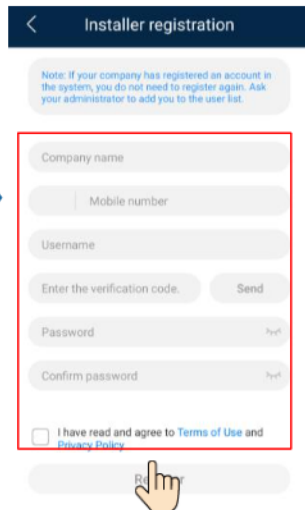 Installer registration
Note: If your company has registered an account in
the system, you do not need to register again. Ask
your administrator to add you to the user list.
Company name
Mobile number
Username
Enter the verification code. Send
Password
Confirm password
I have read and agree to Terms of Use and
Privacy Policy